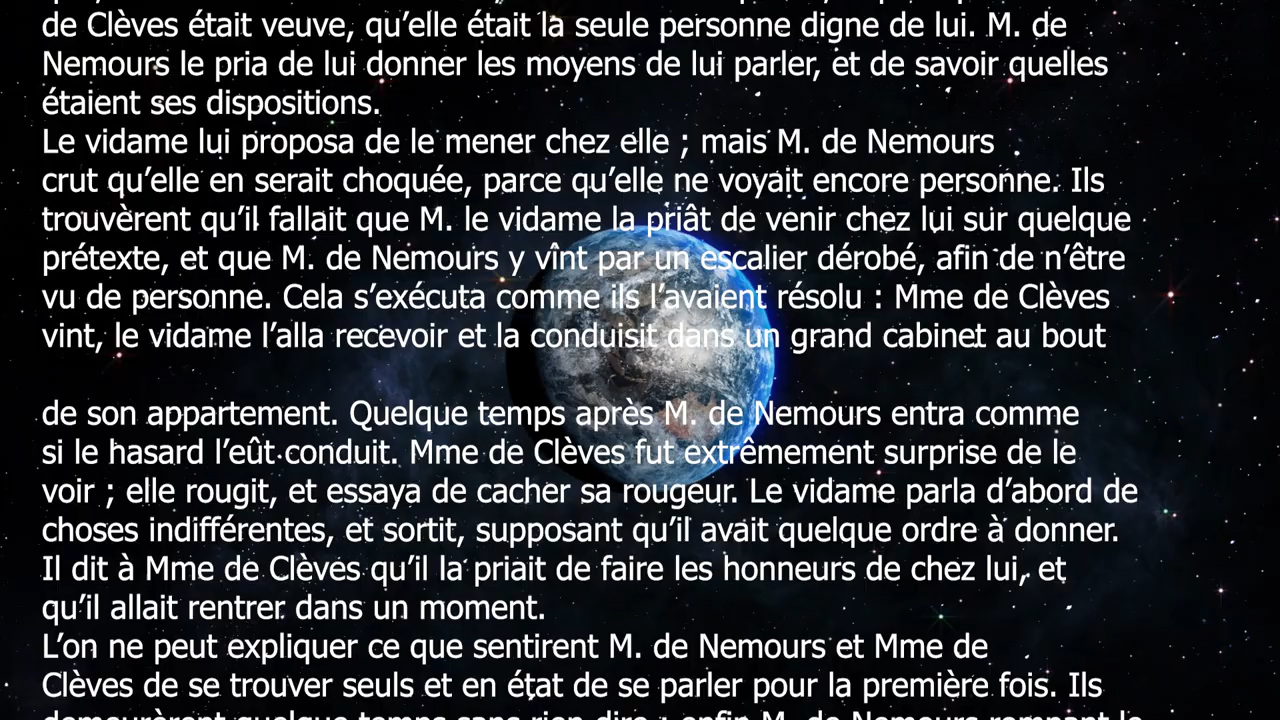 de Clèves était veuve, qu’elle était la seule personne digne de lui. M. de
Nemours le pria de lui donner les moyens de lui parler, et de savoir quelles
étaient ses dispositions.
Le vidame lui proposa de le mener chez elle ; mais M. de Nemours
crut qu’elle en serait choquée, parce qu’elle ne voyait encore personne. Ils
trouvèrent qu’il fallait que M. le vidame la priât de venir chez lui sur quelque
prétexte, et que M. de Nemours y vînt par un escalier dérobé, afin de n’être
vu de personne. Cela s’exécuta comme ils l’avaient résolu : Mme de Clèves
vint, le vidame l’alla recevoir et la conduisit dans un grand cabinet au bout
de son appartement. Quelque temps après M. de Nemours entra comme
si le hasard l’eût conduit. Mme de Clèves fut extrêmement surprise de le
voir ; elle rougit, et essaya de cacher sa rougeur. Le vidame parla d’abord de
choses indifférentes, et sortit, supposant qu’il avait quelque ordre à donner.
Il dit à Mme de Clèves qu’il la priait de faire les honneurs de chez lui, et
qu’il allait rentrer dans un moment.
L’on ne peut expliquer ce que sentirent M. de Nemours et Mme de
Clèves de se trouver seuls et en état de se parler pour la première fois. Ils
demeurèrent quelque temps sans rien dire ; enfin M. de Nemours rompant le